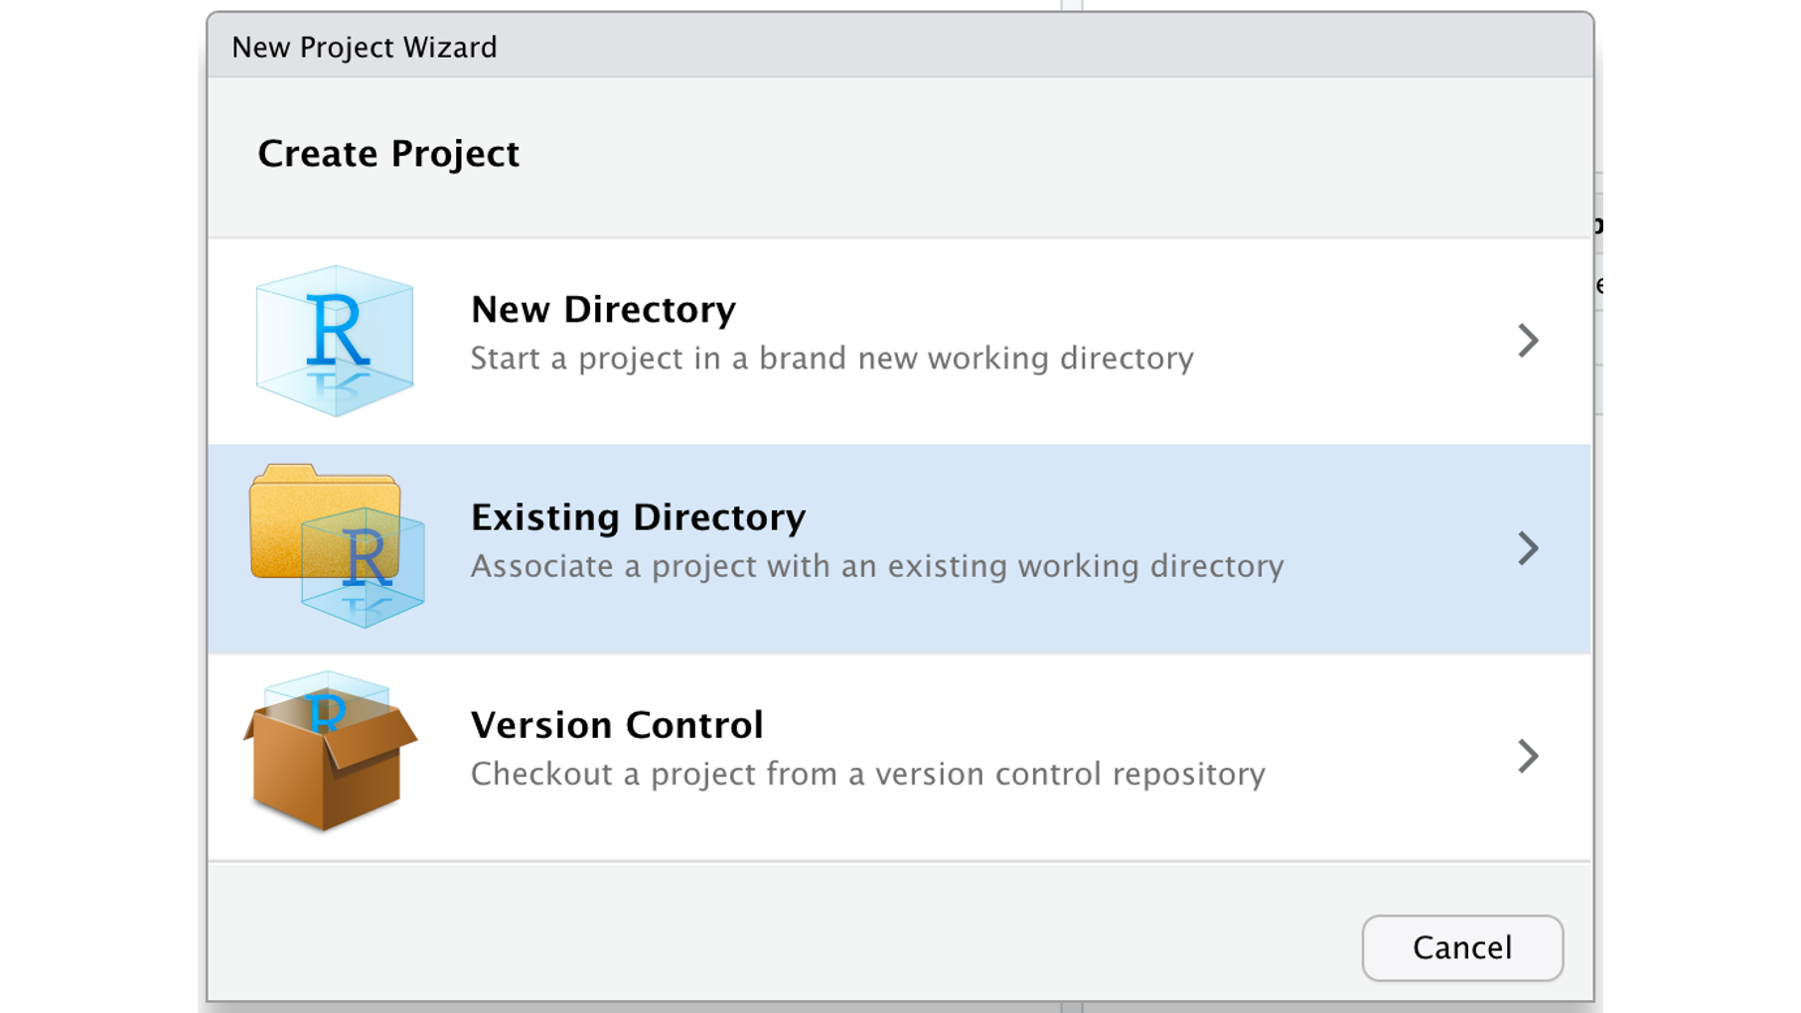 New Project Wizard
Create Project
R
New Directory
Start a project in a brand new working directory
R
Existing Directory
Associate a project with an existing working directory
R
Version Control
Checkout a project from a version control repository
Cancel